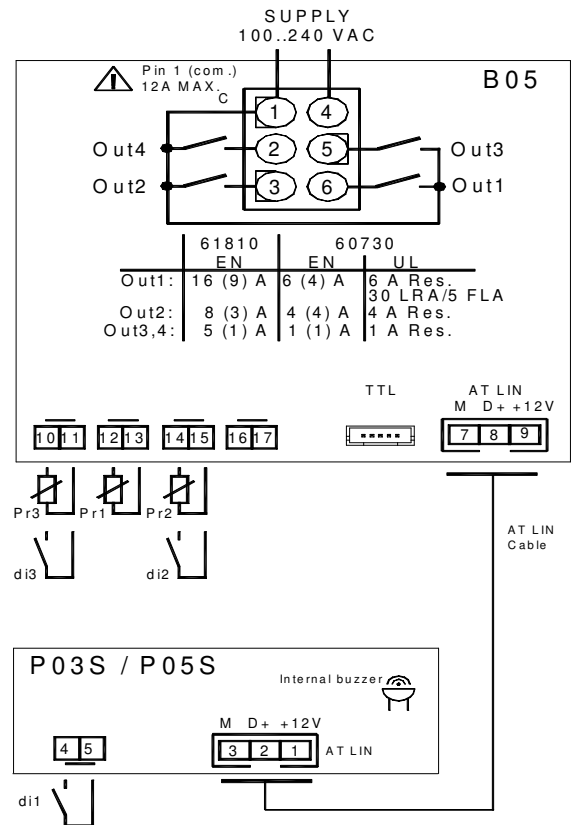 SUPPLY
100..240 VAC
Pin 1 (com.)
12A MAX.
C
B05
1 4
Out4 2 5 Out3
Out2 3 6 Out1
61810 60730
EN EN UL
Out1: 16 (9) A 6 (4) A 6 A Res.
30 LRA/5 FLA
Out2: 8 (3) A 4 (4) A 4 A Res.
Out3,4: 5 (1) A 1 (1) A 1 A Res.
TTL AT LIN
M D+ +12V
10 11 12 13 14 15 16 17 7 8 9
Pr3 Pr1 Pr2
AT LIN
Cable
di3 di2
P03S / P05S
Internal buzzer
M D+ +12V
4 5 3 2 1 AT LIN
di1